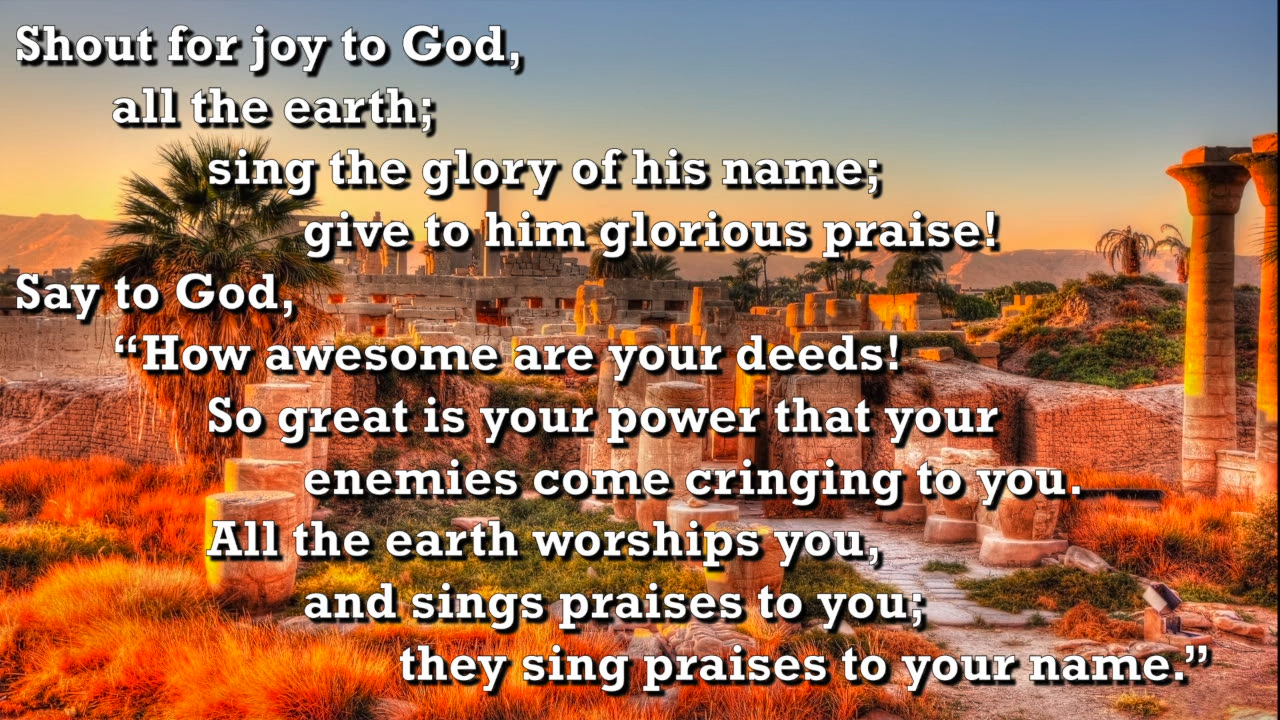 Shout for joy to God,
all the earth;
sing the glory of his name;
give to him glorious praise!
Say to God,
“How awesome are your deeds!
So great is your power that your
enemies come cringing to you.
All the earth worships you,
and sings praises to you;
they sing praises to your name.”